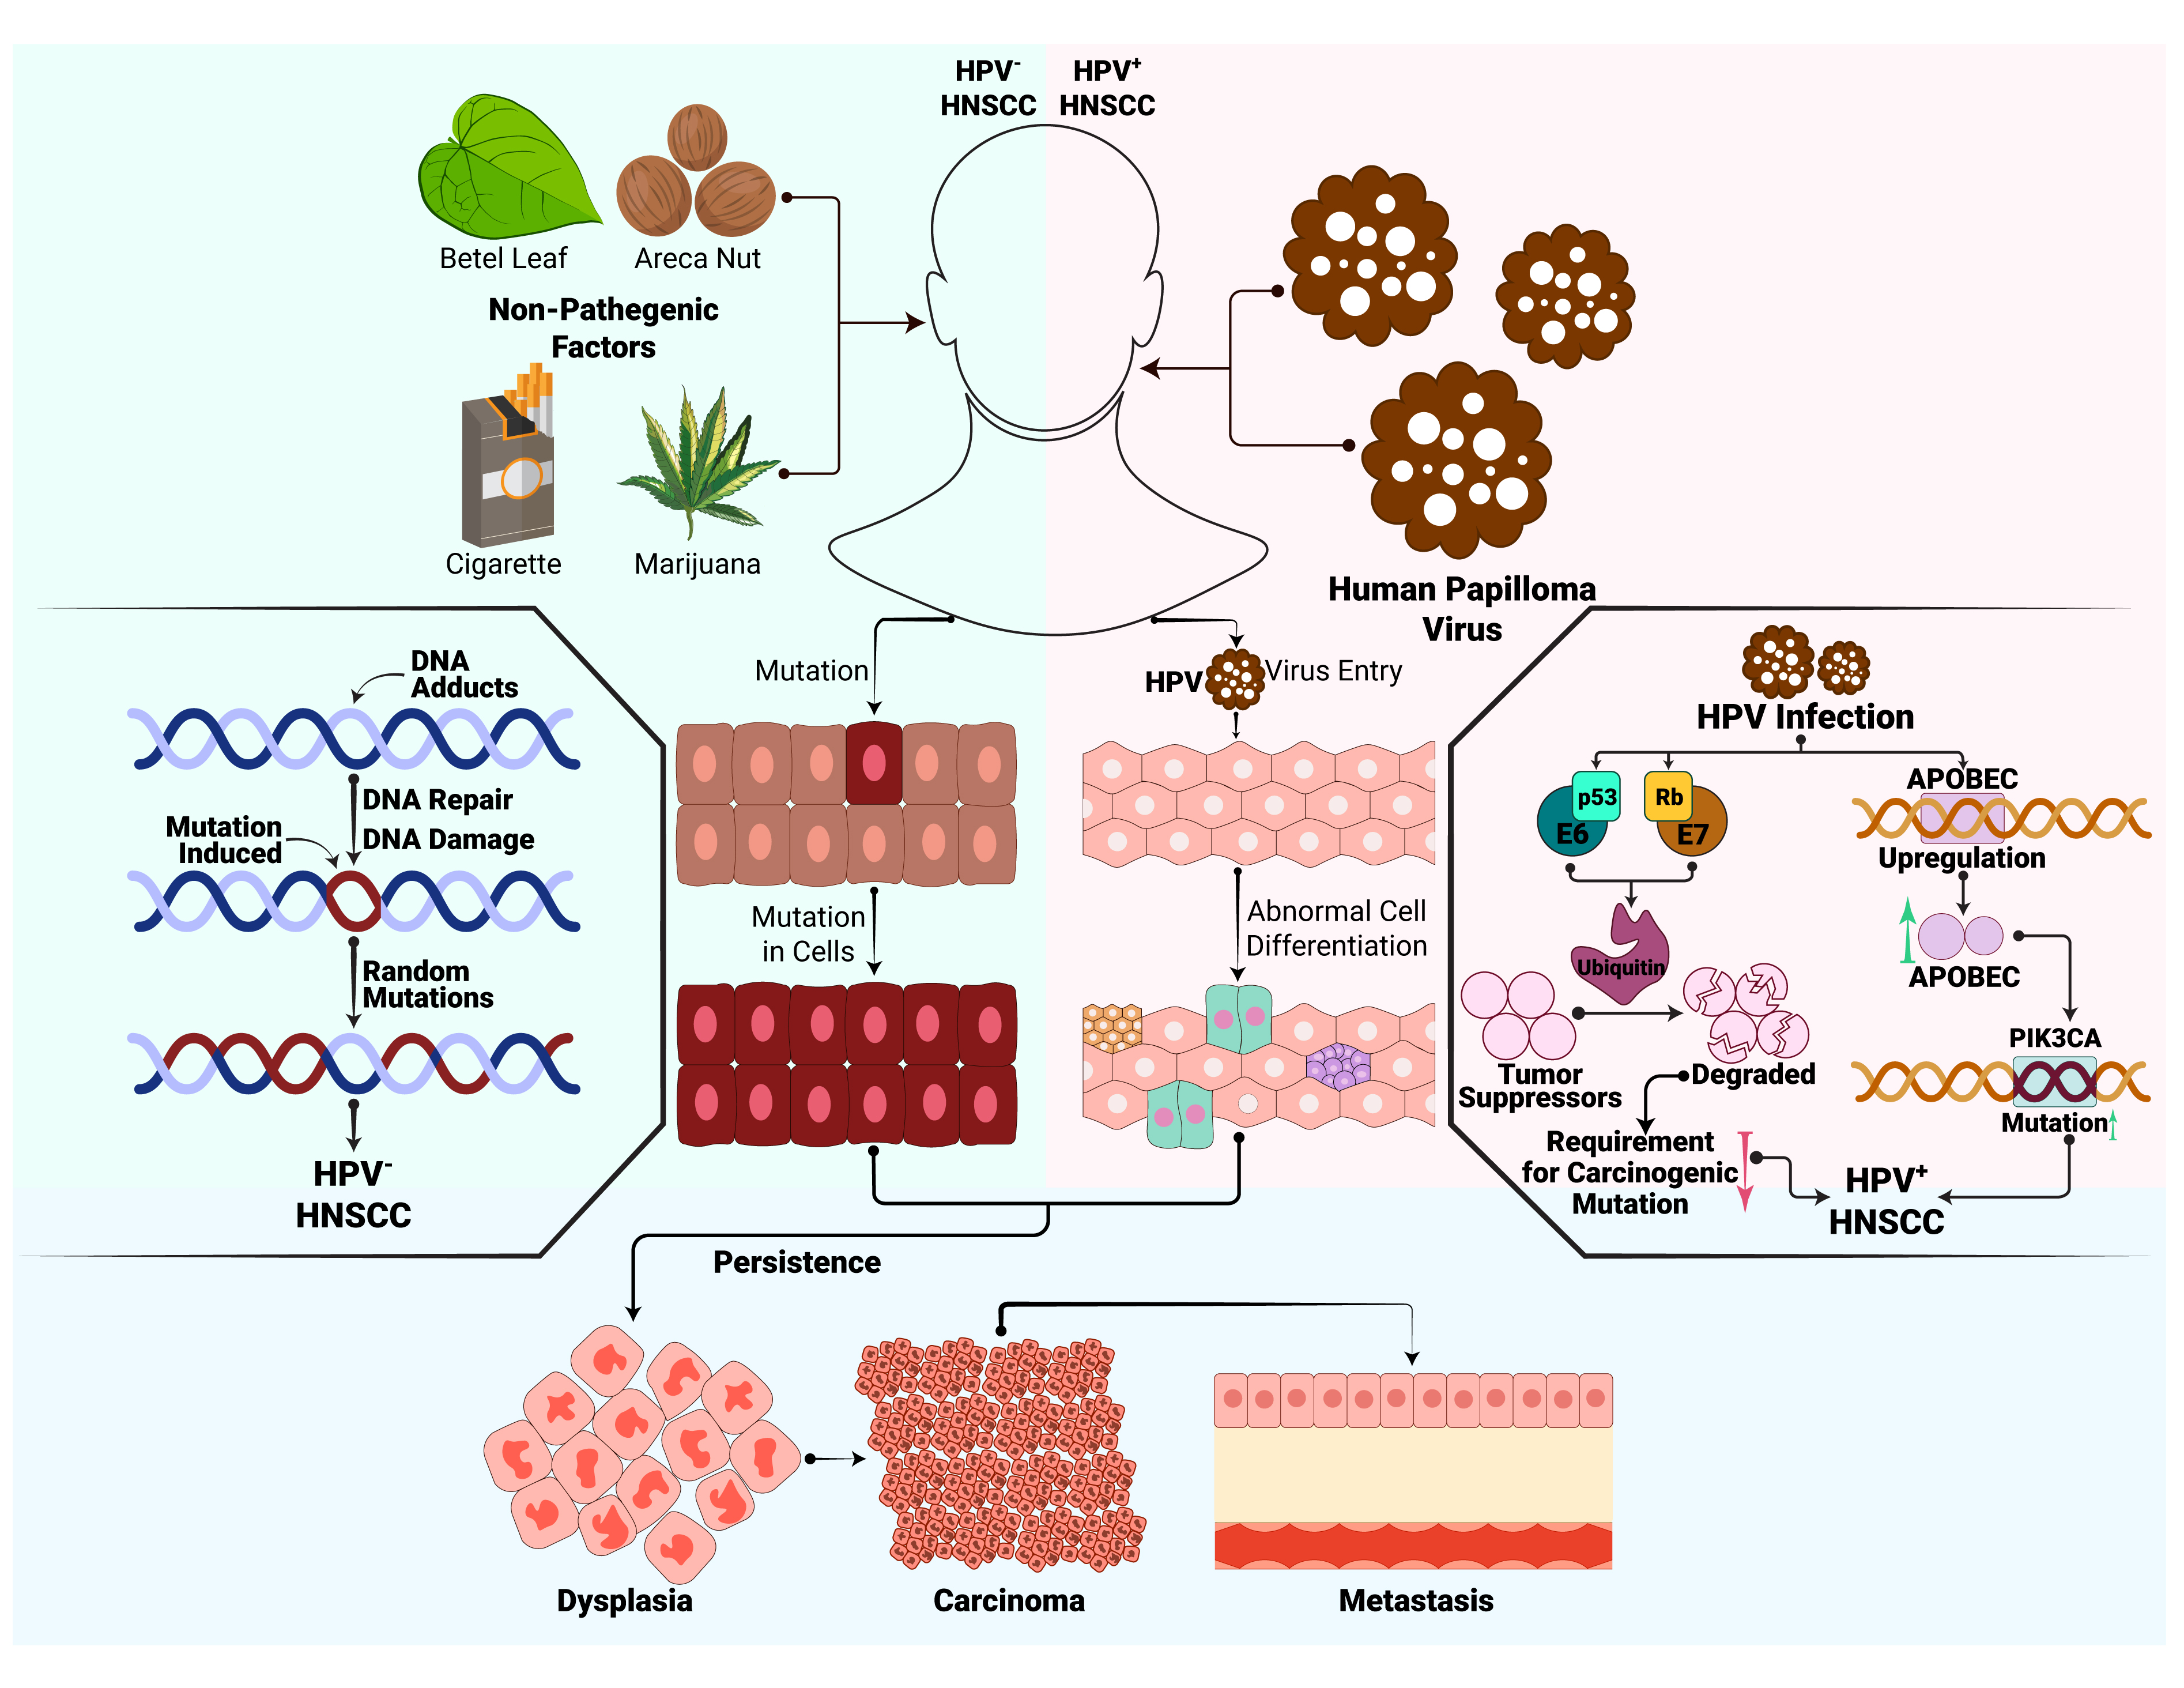 HPV-
HNSCC
HPV+
HNSCC
Betel Leaf
Areca Nut
Non-Pathegenic
Factors
Cigarette
Marijuana
Human Papilloma
Virus
DNA
Adducts
DNA Repair
DNA Damage
Mutation
Induced
Random
Mutations
HPV-
HNSCC
Mutation
Mutation
in Cells
HPV
Virus Entry
Abnormal Cell
Differentiation
HPV Infection
p53
E6
Rb
E7
Ubiquitin
Tumor
Suppressors
Degraded
Requirement
for Carcinogenic
Mutation
APOBEC
Upregulation
APOBEC
PIK3CA
Mutation
HPV+
HNSCC
Persistence
Dysplasia
Carcinoma
Metastasis